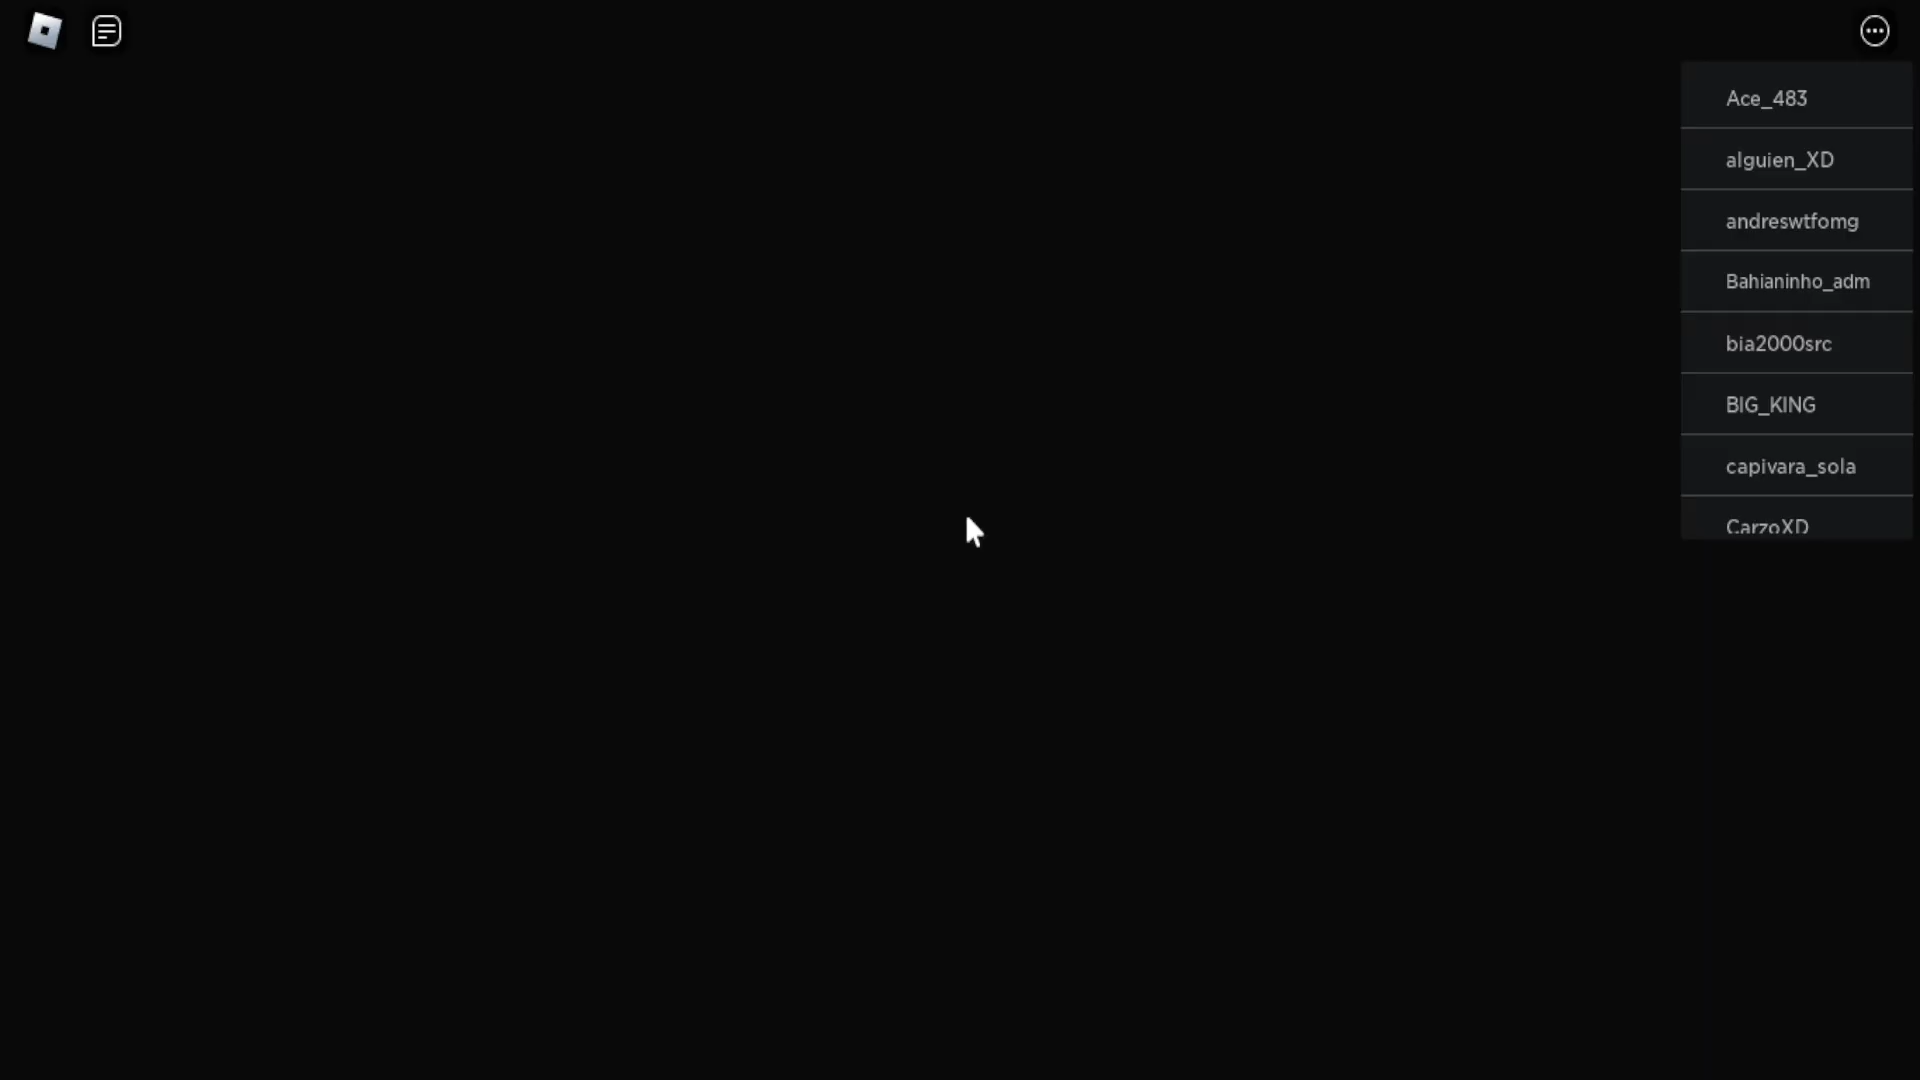 Ace_483
alguien_XD
andreswtfomg
Bahianinho_adm
bia2000src
BIG_KING
capivara_sola
CarzoXD